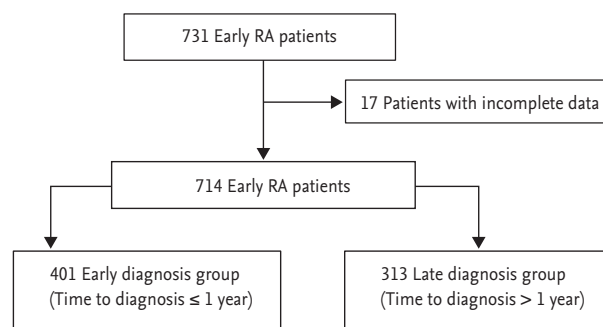 731 Early RA patients
17 Patients with incomplete data
714 Early RA patients
401 Early diagnosis group
(Time to diagnosis ≤ 1 year)
313 Late diagnosis group
(Time to diagnosis > 1 year)